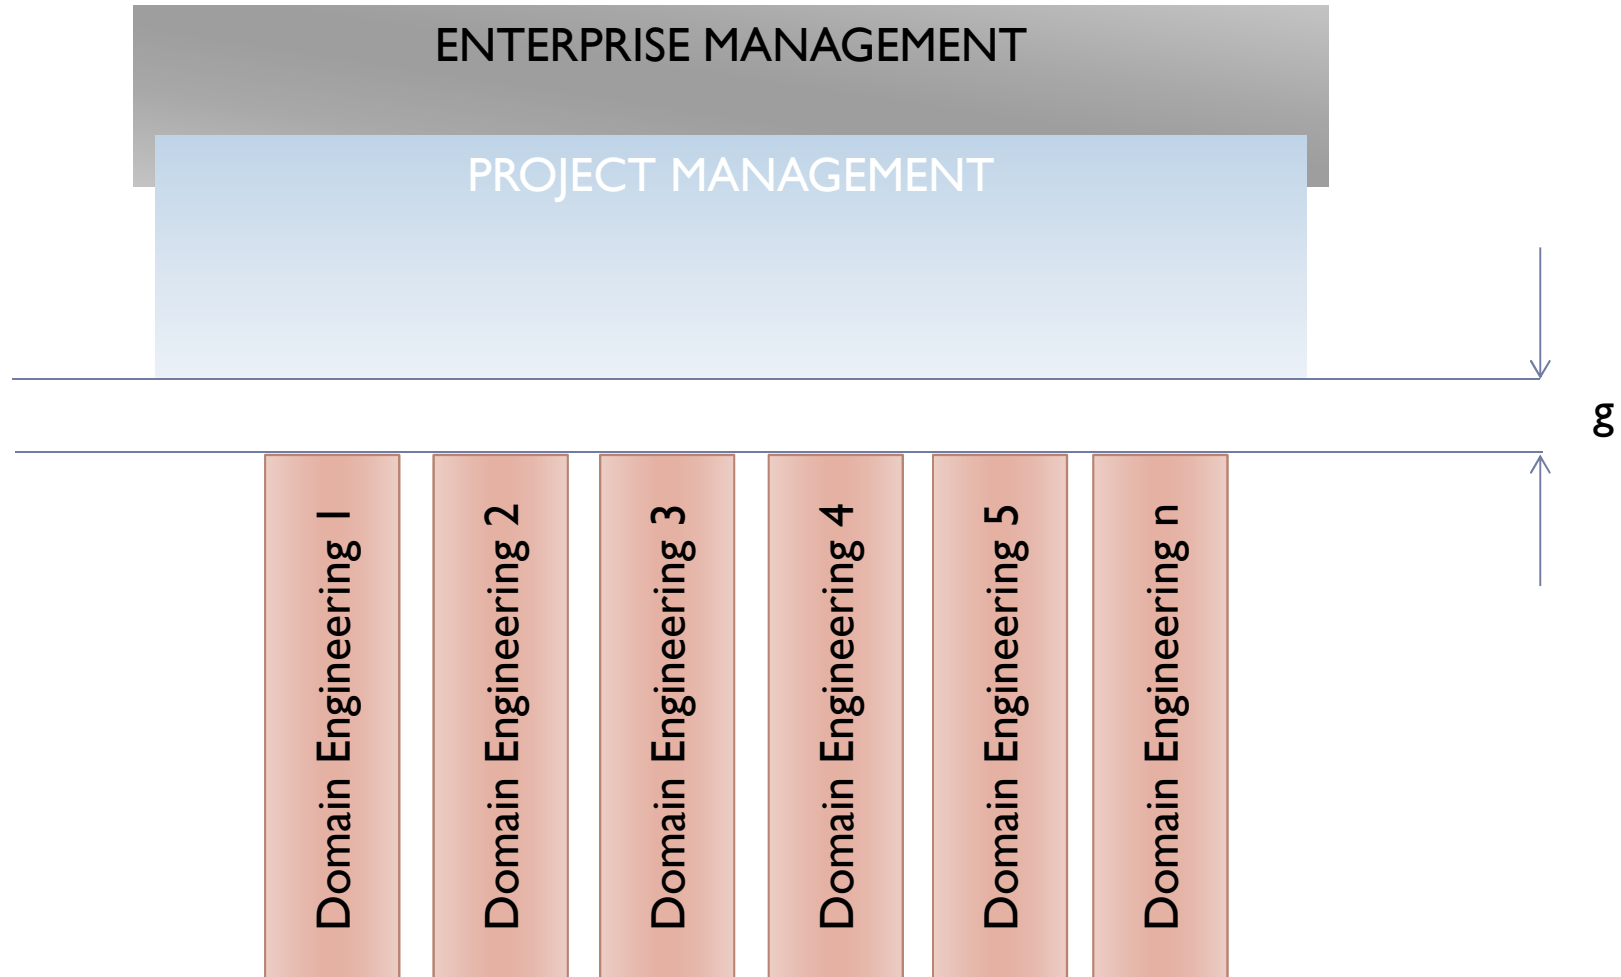 ENTERPRISE MANAGEMENT
PROJECT MANAGEMENT
g
Domain Engineering 1
Domain Engineering 2
Domain Engineering 3
Domain Engineering 4
Domain Engineering 5
Domain Engineering n